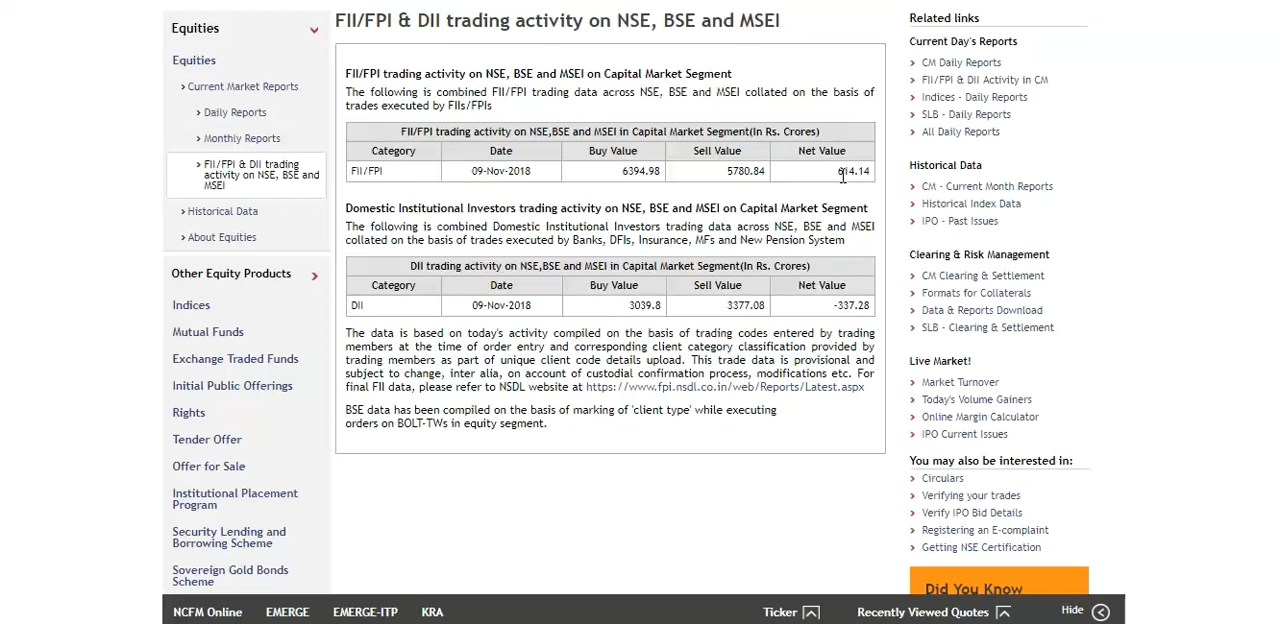 Equities
Equities
Current Market Reports
Daily Reports
Monthly Reports
FII/FPI & DII trading
activity on NSE, BSE and
MSEI
Historical Data
About Equities
Other Equity Products
Indices
Mutual Funds
Exchange Traded Funds
Initial Public Offerings
Rights
Tender Offer
Offer for Sale
Institutional Placement
Program
Security Lending and
Borrowing Scheme
Sovereign Gold Bonds
Scheme
FII/FPI & DII trading activity on NSE, BSE and MSEI
FII/FPI trading activity on NSE, BSE and MSEI on Capital Market Segment
The following is combined FII/FPI trading data across NSE, BSE and MSEI collated on the basis of
trades executed by FIIs/FPIs
FII/FPI trading activity on NSE,BSE and MSEI in Capital Market Segment(In Rs. Crores)
Category Date Buy Value Sell Value Net Value
FII/FPI 09-Nov-2018 6394.98 5780.84 614.14
Domestic Institutional Investors trading activity on NSE, BSE and MSEI on Capital Market Segment
The following is combined Domestic Institutional Investors trading data across NSE, BSE and MSEI
collated on the basis of trades executed by Banks, DFIs, Insurance, MFs and New Pension System
DII trading activity on NSE,BSE and MSEI in Capital Market Segment(In Rs. Crores)
Category Date Buy Value Sell Value Net Value
DII 09-Nov-2018 3039.8 3377.08 -337.28
The data is based on today's activity compiled on the basis of trading codes entered by trading
members at the time of order entry and corresponding client category classification provided by
trading members as part of unique client code details upload. This trade data is provisional and
subject to change, inter alia, on account of custodial confirmation process, modifications etc. For
final FII data, please refer to NSDL website at https://www.fpi.nsdl.co.in/web/Reports/Latest.aspx
BSE data has been compiled on the basis of marking of 'client type' while executing
orders on BOLT-TWs in equity segment.
Related links
Current Day's Reports
CM Daily Reports
FII/FPI & DII Activity in CM
Indices - Daily Reports
SLB - Daily Reports
All Daily Reports
Historical Data
CM - Current Month Reports
Historical Index Data
IPO - Past Issues
Clearing & Risk Management
CM Clearing & Settlement
Formats for Collaterals
Data & Reports Download
SLB - Clearing & Settlement
Live Market!
Market Turnover
Today's Volume Gainers
Online Margin Calculator
IPO Current Issues
You may also be interested in:
Circulars
Verifying your trades
Verify IPO Bid Details
Registering an E-complaint
Getting NSE Certification
Did You Know
NCFM Online EMERGE EMERGE-ITP KRA Ticker Recently Viewed Quotes Hide